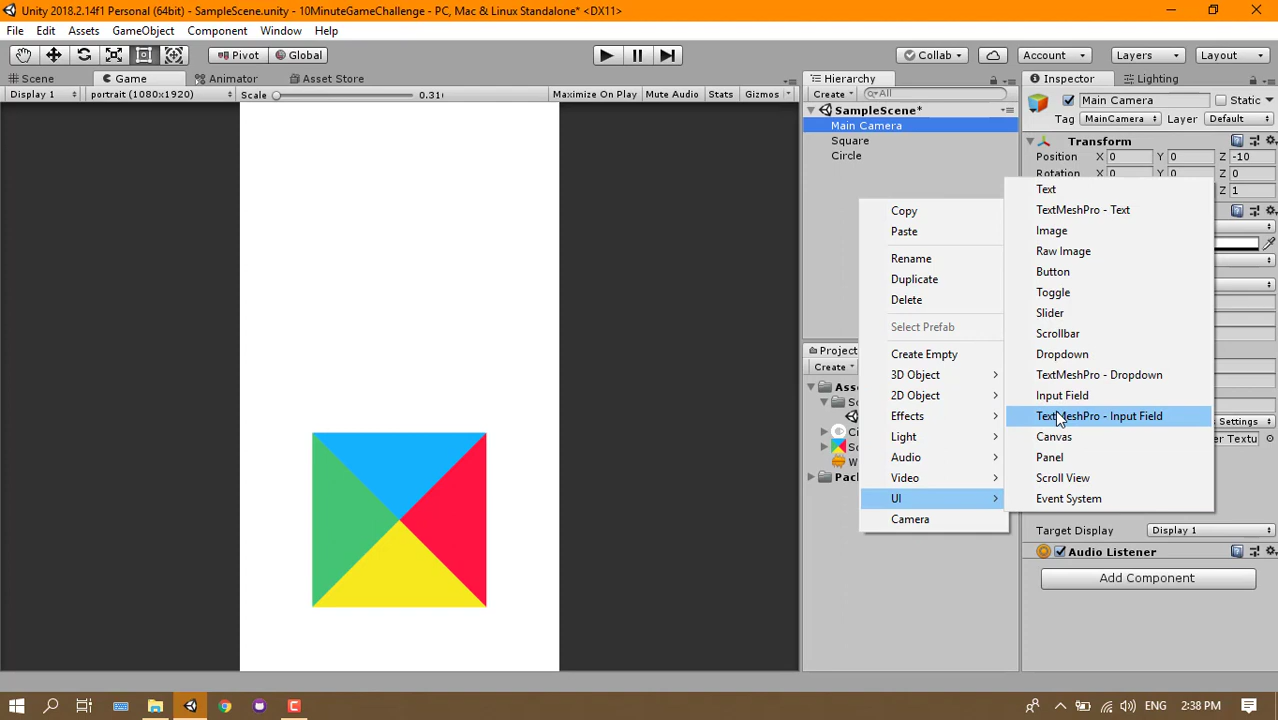 Unity 2018.2.14f1 Personal (64bit) - SampleScene.unity - 10MinuteGameChallenge - PC, Mac & Linux Standalone* <DX11>
File Edit Assets GameObject Component Window Help
Pivot Global Collab Account Layers Layout
Scene Game Animator Asset Store Hierarchy Inspector Lighting
Display 1 portrait (1080x1920) Scale 0.31 Maximize On Play Mute Audio Stats Gizmos Create All
SampleScene*
Main Camera
Square
Circle
Main Camera Static
Tag MainCamera Layer Default
Transform
Position X 0 Y 0 Z -10
Rotation
0 0 Z 0
Z 1
Copy
Paste
Rename
Duplicate
Delete
Select Prefab
Create Empty
3D Object
2D Object
Effects
Light
Audio
Video
UI
Camera
Text
TextMeshPro - Text
Image
Raw Image
Button
Toggle
Slider
Scrollbar
Dropdown
TextMeshPro - Dropdown
Input Field
TextMeshPro - Input Field
Canvas
Panel
Scroll View
Event System
Project
Create
Ass
Sc
Ci
W
Pac
Settings
er Textu
Target Display Display 1
Audio Listener
Add Component
ENG 2:38 PM